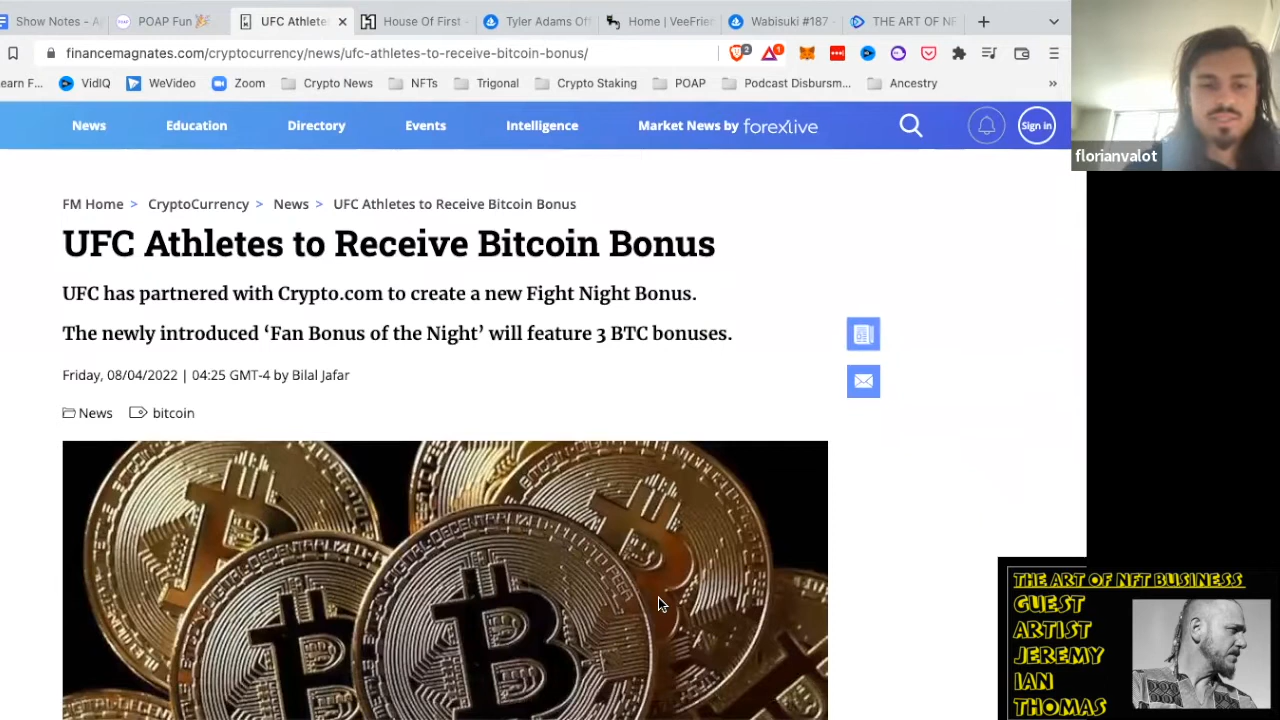 Show Notes - A
POAP Fun 🎉
UFC Athlete
House Of First
Tyler Adams Of
Home | VeeFrien
Wabisuki #187 -
THE ART OF NF
financemagnates.com/cryptocurrency/news/ufc-athletes-to-receive-bitcoin-bonus/
2
1
earn F...
VidIQ
WeVideo
Zoom
Crypto News
NFTs
Trigonal
Crypto Staking
POAP
Podcast Disbursm...
Ancestry
»
News
Education
Directory
Events
Intelligence
Market News by forexlive
Sign in
florianvalot
FM Home > CryptoCurrency > News > UFC Athletes to Receive Bitcoin Bonus
UFC Athletes to Receive Bitcoin Bonus
UFC has partnered with Crypto.com to create a new Fight Night Bonus.
The newly introduced ‘Fan Bonus of the Night’ will feature 3 BTC bonuses.
Friday, 08/04/2022 | 04:25 GMT-4 by Bilal Jafar
News
bitcoin
THE ART OF NFT BUSINESS
GUEST
ARTIST
JEREMY
IAN
THOMAS